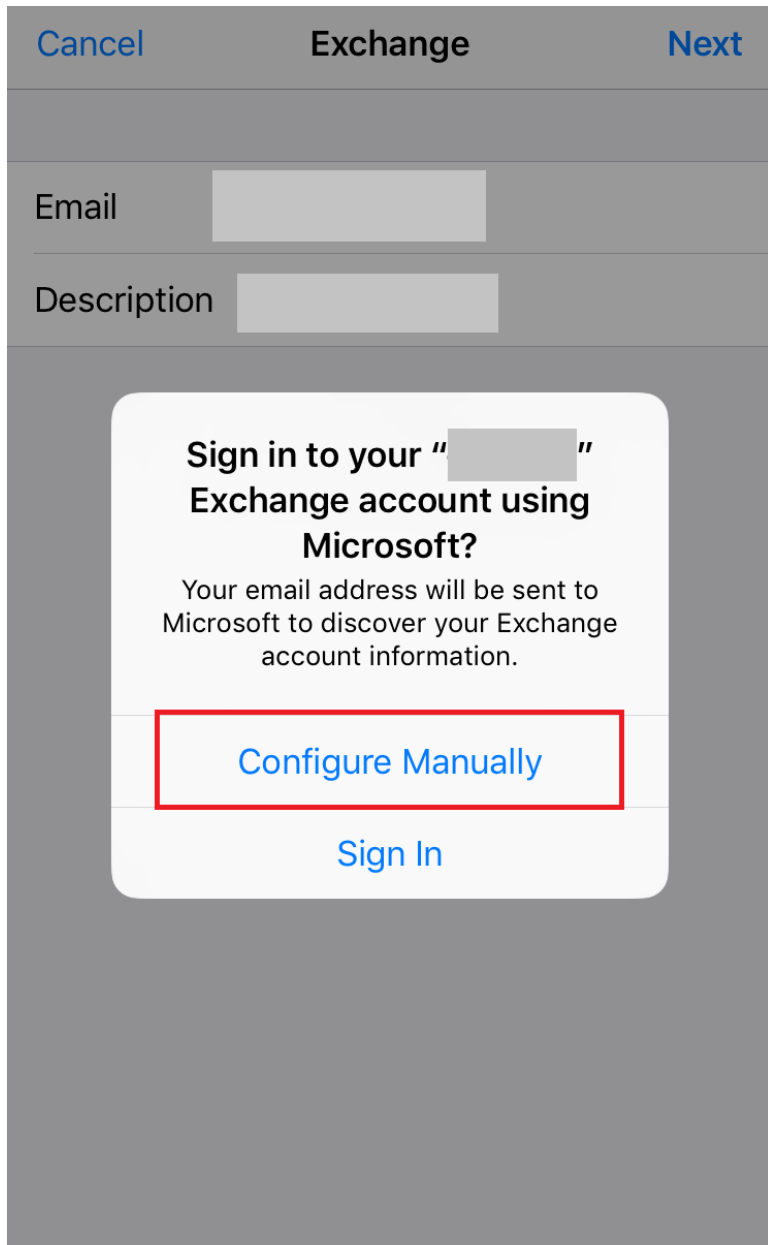 Cancel Exchange Next
Email
Description
Sign in to your “ ”
Exchange account using
Microsoft?
Your email address will be sent to
Microsoft to discover your Exchange
account information.
Configure Manually
Sign In